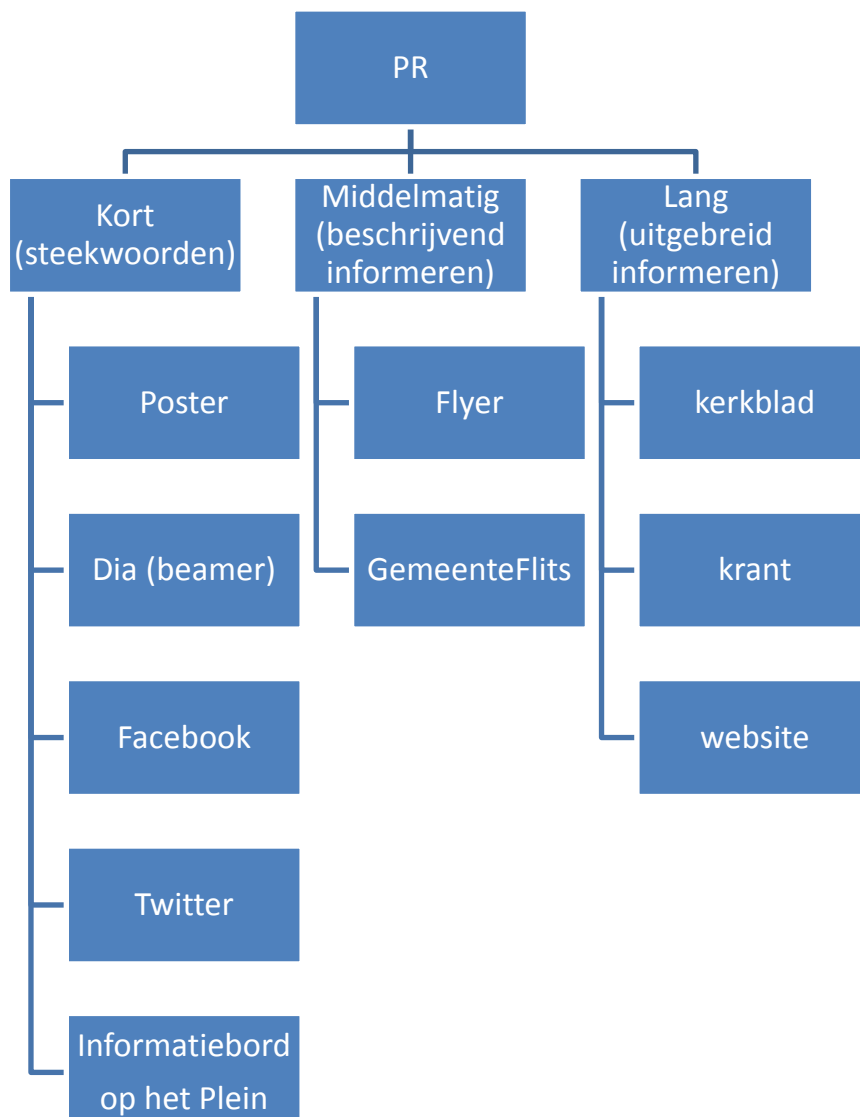 PR
Kort
(steekwoorden)
Middelmatig
(beschrijvend
informeren)
Lang
(uitgebreid
informeren)
Poster
Dia (beamer)
Facebook
Twitter
Informatiebord
op het Plein
Flyer
GemeenteFlits
kerkblad
krant
website